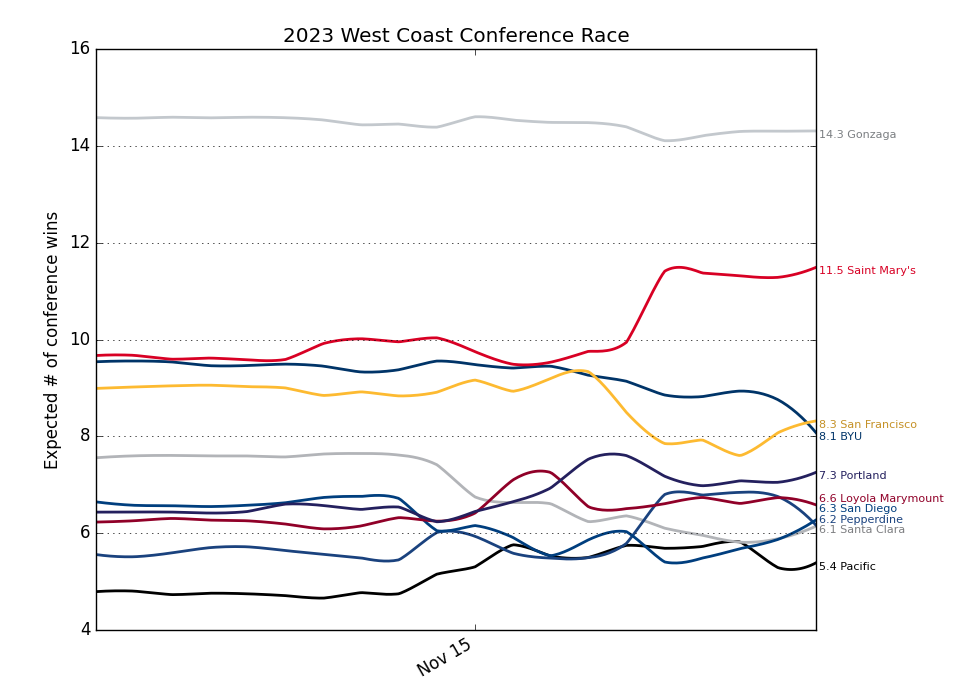 2023 West Coast Conference Race
Expected # of conference wins
16
14
12
10
8
6
4
Nov 15
14.3 Gonzaga
11.5 Saint Mary's
8.3 San Francisco
8.1 BYU
7.3 Portland
6.6 Loyola Marymount
6.3 San Diego
6.2 Pepperdine
6.1 Santa Clara
5.4 Pacific